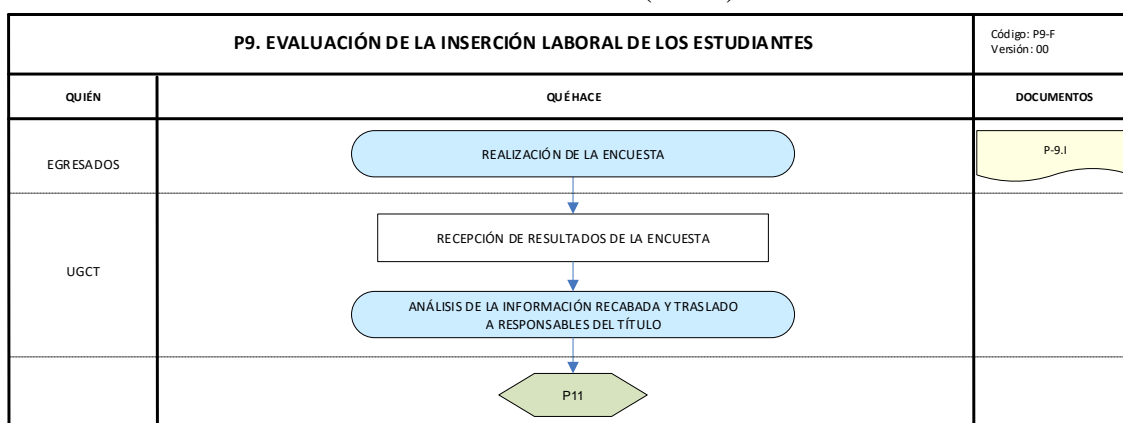 P9. EVALUACIÓN DE LA INSERCIÓN LABORAL DE LOS ESTUDIANTES
Código: P9-F
Versión: 00
QUIÉN
QUÉ HACE
DOCUMENTOS
EGRESADOS
REALIZACIÓN DE LA ENCUESTA
P-9.I
UGCT
RECEPCIÓN DE RESULTADOS DE LA ENCUESTA
ANÁLISIS DE LA INFORMACIÓN RECABADA Y TRASLADO
A RESPONSABLES DEL TÍTULO
P11